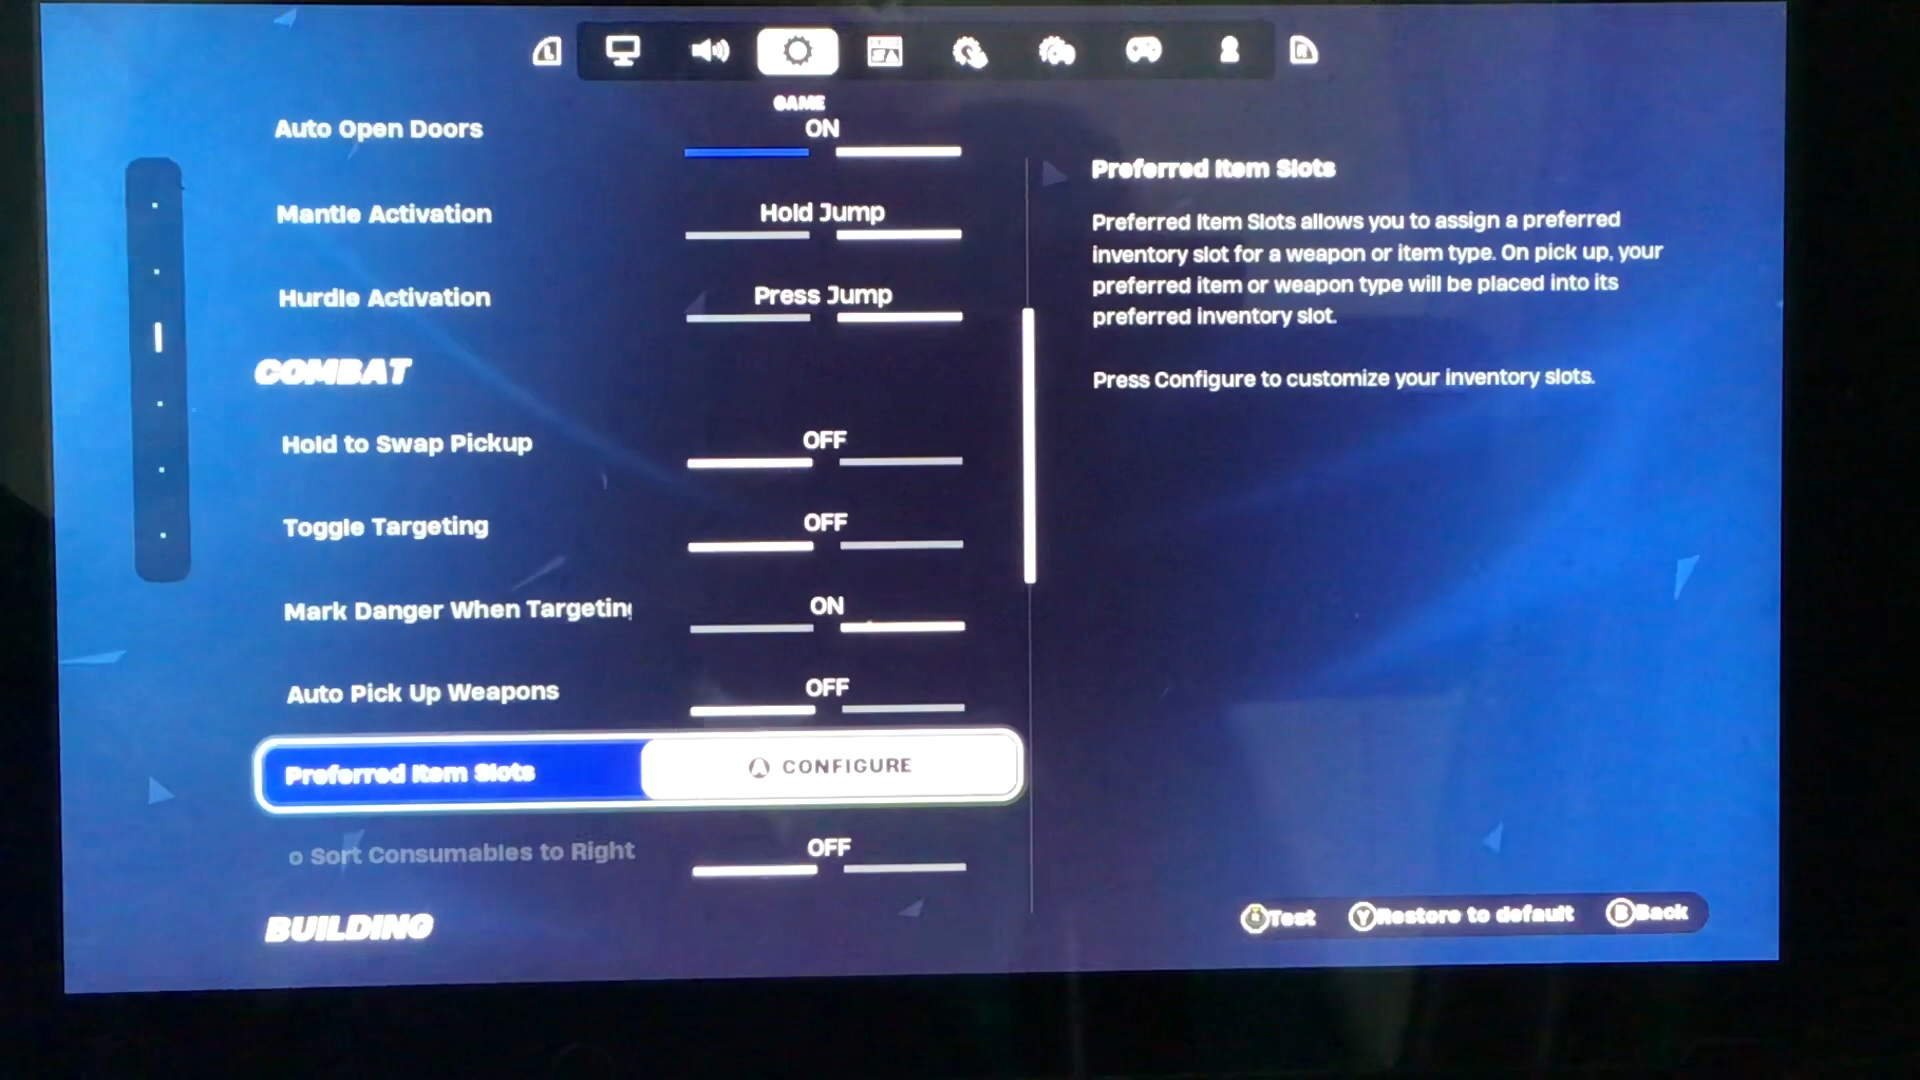 GAME
Auto Open Doors ON
Mantle Activation Hold Jump
Hurdle Activation Press Jump
COMBAT
Hold to Swap Pickup OFF
Toggle Targeting OFF
Mark Danger When Targeting ON
Auto Pick Up Weapons OFF
Preferred Item Slots A CONFIGURE
o Sort Consumables to Right OFF
BUILDING
Preferred Item Slots
Preferred Item Slots allows you to assign a preferred
inventory slot for a weapon or item type. On pick up, your
preferred item or weapon type will be placed into its
preferred inventory slot.
Press Configure to customize your inventory slots.
Test Y Restore to default B Back